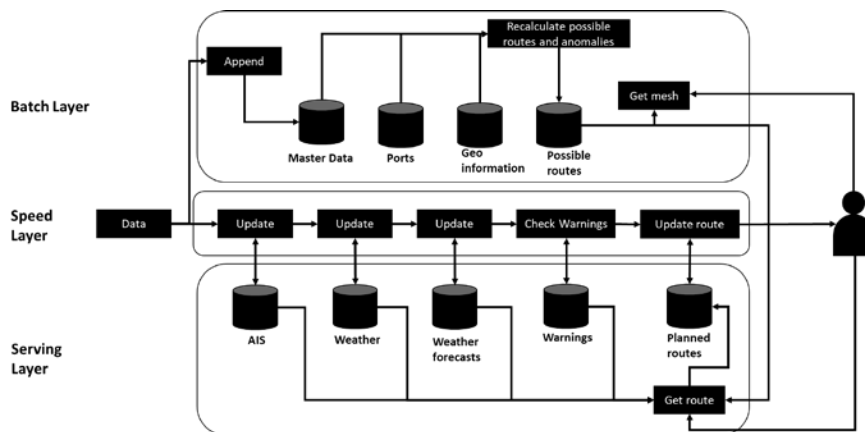 Recalculate possible
routes and anomalies
Append
Batch Layer
Get mesh
Master Data
Ports
Geo
information
Possible
routes
Speed
Layer
Data
Update
Update
Update
Check Warnings
Update route
AIS
Weather
Weather
forecasts
Warnings
Planned
routes
Serving
Layer
Get route